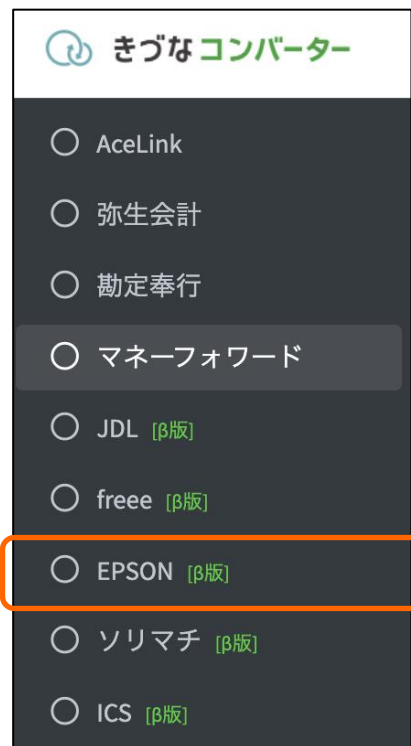 きづなコンバーター
AceLink
弥生会計
勘定奉行
マネーフォワード
JDL [β版]
freee [β版]
EPSON [β版]
ソリマチ [β版]
ICS [β版]